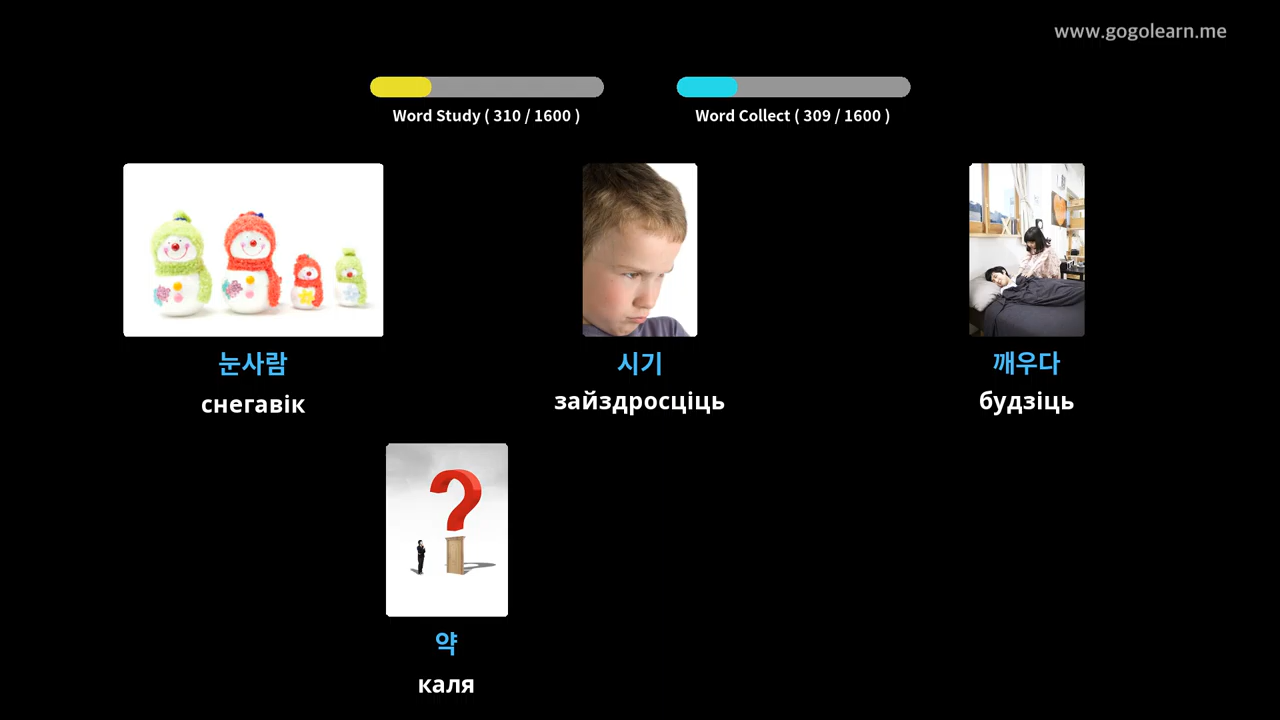 www.gogolearn.me
Word Study ( 310 / 1600 )
Word Collect ( 309 / 1600 )
눈사람
снегавік
시기
зайздросціць
깨우다
будзіць
약
каля